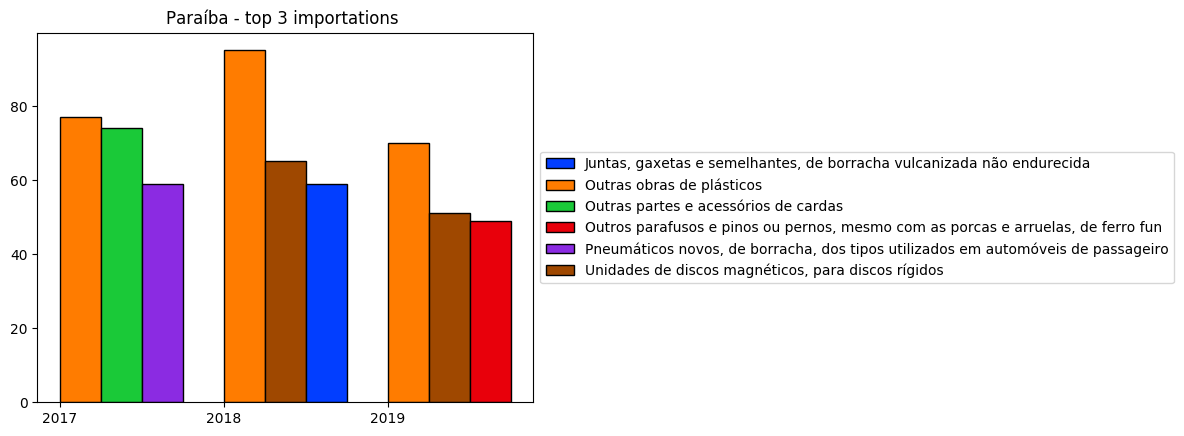 Paraíba - top 3 importations
80
60
40
20
0
2017
2018
2019
Juntas, gaxetas e semelhantes, de borracha vulcanizada não endurecida
Outras obras de plásticos
Outras partes e acessórios de cardas
Outros parafusos e pinos ou pernos, mesmo com as porcas e arruelas, de ferro fun
Pneumáticos novos, de borracha, dos tipos utilizados em automóveis de passageiro
Unidades de discos magnéticos, para discos rígidos